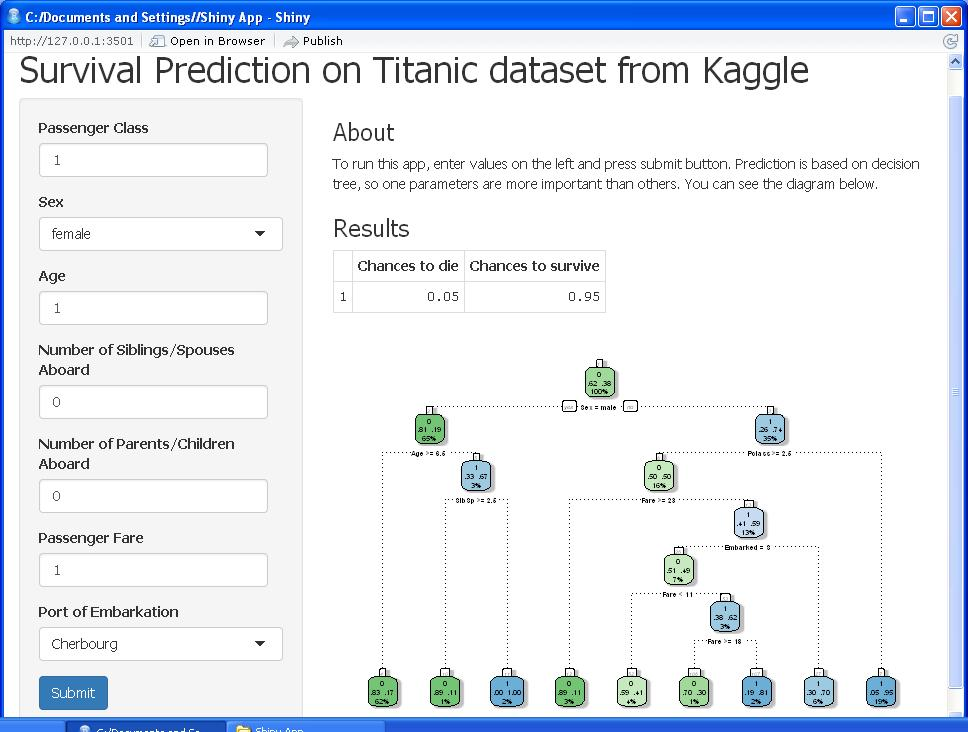 C:/Documents and Settings//Shiny App - Shiny
http://127.0.0.1:3501 Open in Browser Publish
Survival Prediction on Titanic dataset from Kaggle
Passenger Class
1
Sex
female
Age
1
Number of Siblings/Spouses
Aboard
0
Number of Parents/Children
Aboard
0
Passenger Fare
1
Port of Embarkation
Cherbourg
Submit
About
To run this app, enter values on the left and press submit button. Prediction is based on decision
tree, so one parameters are more important than others. You can see the diagram below.
Results
Chances to die Chances to survive
1 0.05 0.95
0
.62 .38
100%
yes Sex = male no
0
.81 .19
65%
1
.26 .74
35%
Age >= 6.5
Pclass >= 2.5
1
.33 .67
3%
0
.50 .50
16%
SibSp >= 2.5
Fare >= 23
1
.41 .59
13%
Embarked = S
0
.51 .49
7%
Fare < 11
1
.38 .62
3%
Fare >= 18
0
.83 .17
62%
0
.89 .11
1%
1
.00 1.00
2%
0
.89 .11
3%
0
.59 .41
4%
0
.70 .30
1%
1
.19 .81
2%
1
.30 .70
6%
1
.05 .95
19%
Shiny App